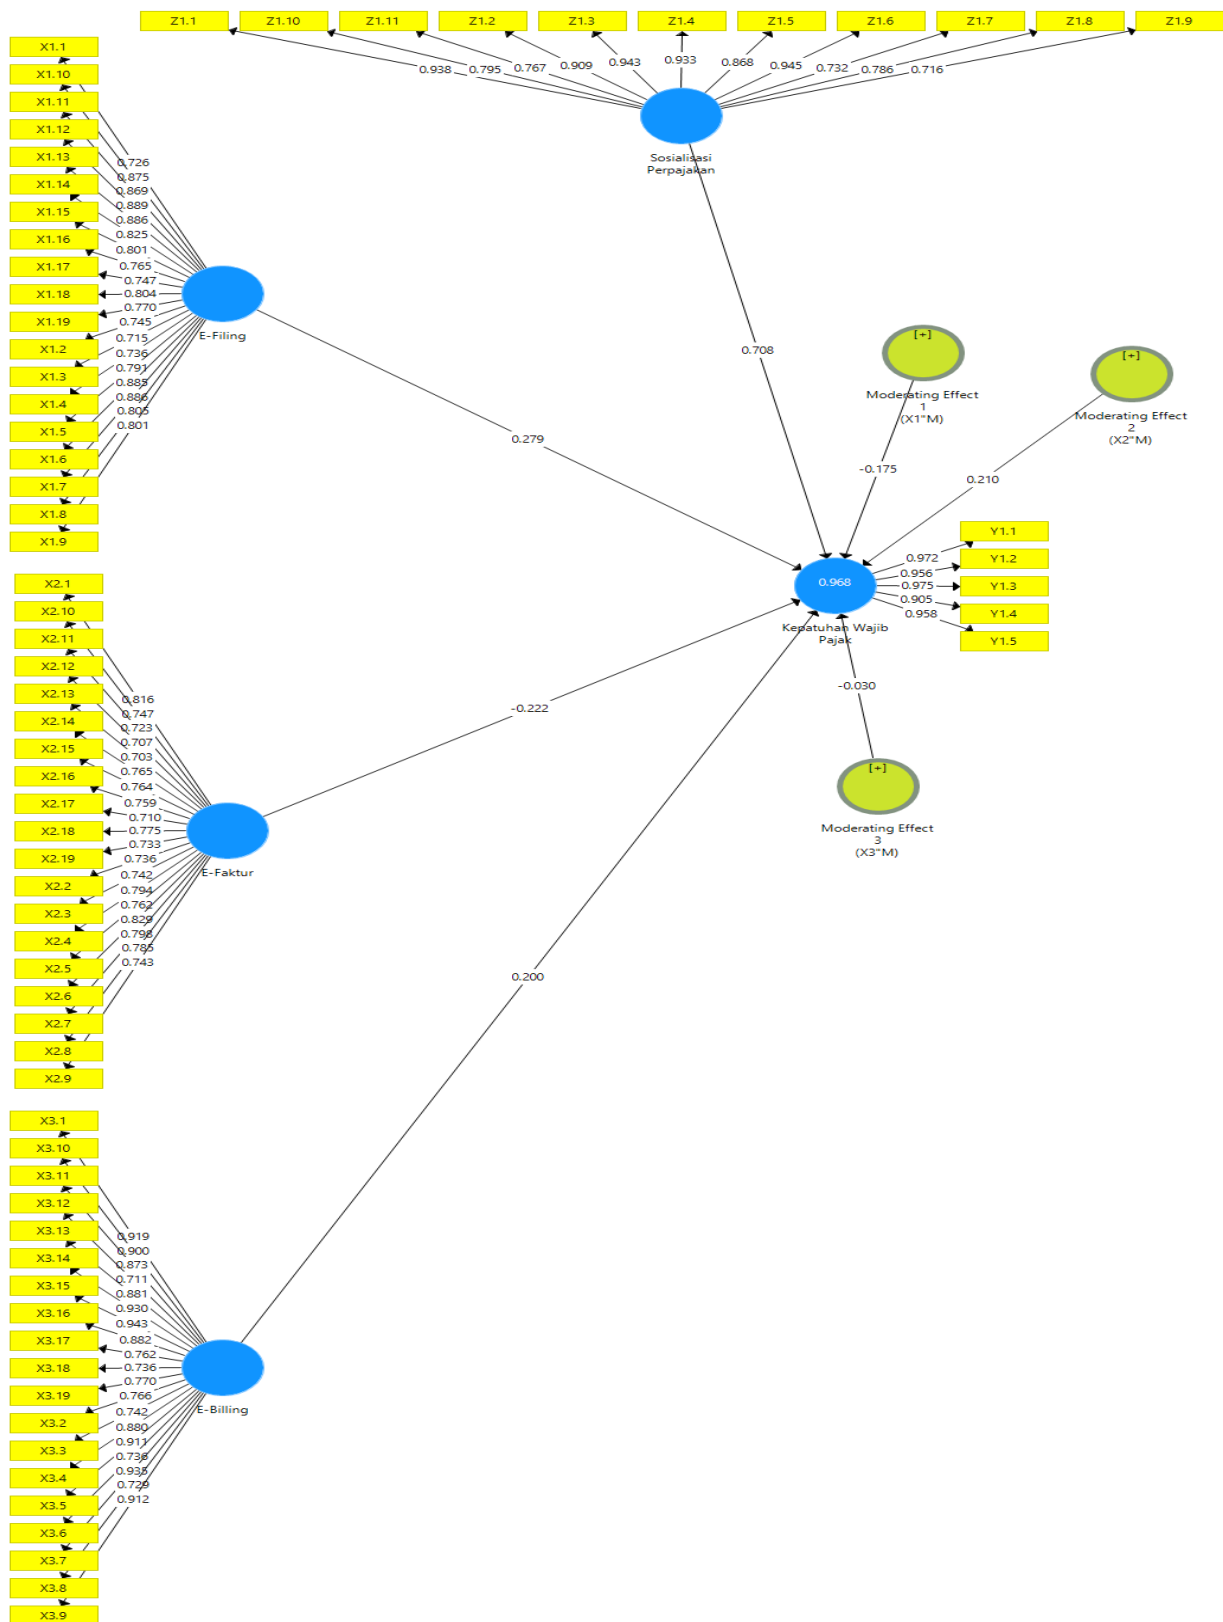 Z1.1
Z1.10
Z1.11
Z1.2
Z1.3
Z1.4
Z1.5
Z1.6
Z1.7
Z1.8
Z1.9
0.938
0.795
0.767
0.909
0.943
0.933
0.868
0.945
0.732
0.786
0.716
Sosialisasi
Perpajakan
X1.1
X1.10
X1.11
X1.12
X1.13
X1.14
X1.15
X1.16
X1.17
X1.18
X1.19
X1.2
X1.3
X1.4
X1.5
X1.6
X1.7
X1.8
X1.9
0.726
0.875
0.869
0.889
0.886
0.825
0.801
0.765
0.747
0.804
0.770
0.745
0.715
0.736
0.791
0.885
0.886
0.805
0.801
E-Filing
0.708
0.279
[+]
Moderating Effect
1
(X1*M)
-0.175
[+]
Moderating Effect
2
(X2*M)
0.210
0.968
Kepatuhan Wajib
Pajak
0.972
0.956
0.975
0.905
0.958
Y1.1
Y1.2
Y1.3
Y1.4
Y1.5
-0.030
[+]
Moderating Effect
3
(X3*M)
X2.1
X2.10
X2.11
X2.12
X2.13
X2.14
X2.15
X2.16
X2.17
X2.18
X2.19
X2.2
X2.3
X2.4
X2.5
X2.6
X2.7
X2.8
X2.9
0.816
0.747
0.723
0.707
0.703
0.765
0.764
0.759
0.710
0.775
0.733
0.736
0.742
0.794
0.762
0.829
0.798
0.785
0.743
E-Faktur
-0.222
0.200
X3.1
X3.10
X3.11
X3.12
X3.13
X3.14
X3.15
X3.16
X3.17
X3.18
X3.19
X3.2
X3.3
X3.4
X3.5
X3.6
X3.7
X3.8
X3.9
0.919
0.900
0.873
0.711
0.881
0.930
0.943
0.882
0.762
0.736
0.770
0.766
0.742
0.880
0.911
0.736
0.935
0.729
0.912
E-Billing